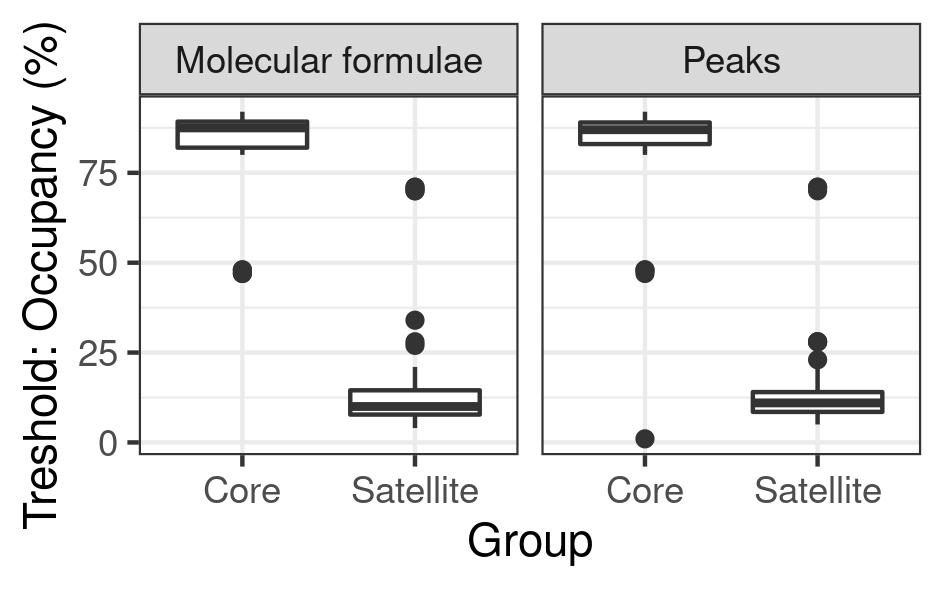 Molecular formulae
Peaks
Treshold: Occupancy (%)
75
50
25
0
Core
Satellite
Core
Satellite
Group